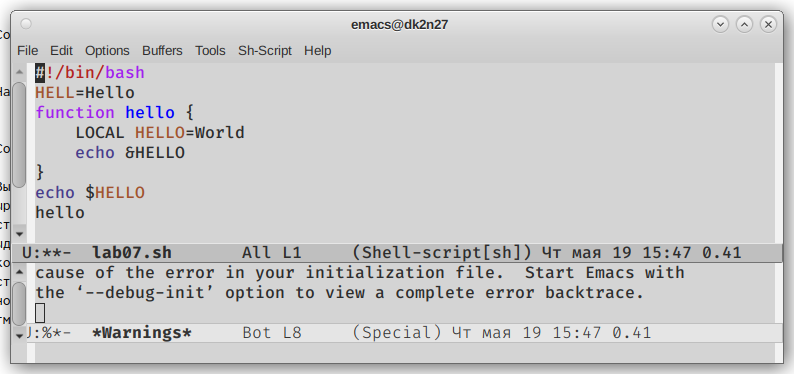 emacs@dk2n27
File Edit Options Buffers Tools Sh-Script Help
#!/bin/bash
HELL=Hello
function hello {
    LOCAL HELLO=World
    echo &HELLO
}
echo $HELLO
hello
U:**- lab07.sh All L1 (Shell-script[sh]) Чт мая 19 15:47 0.41
cause of the error in your initialization file. Start Emacs with
the ‘--debug-init’ option to view a complete error backtrace.
U:%*- *Warnings* Bot L8 (Special) Чт мая 19 15:47 0.41